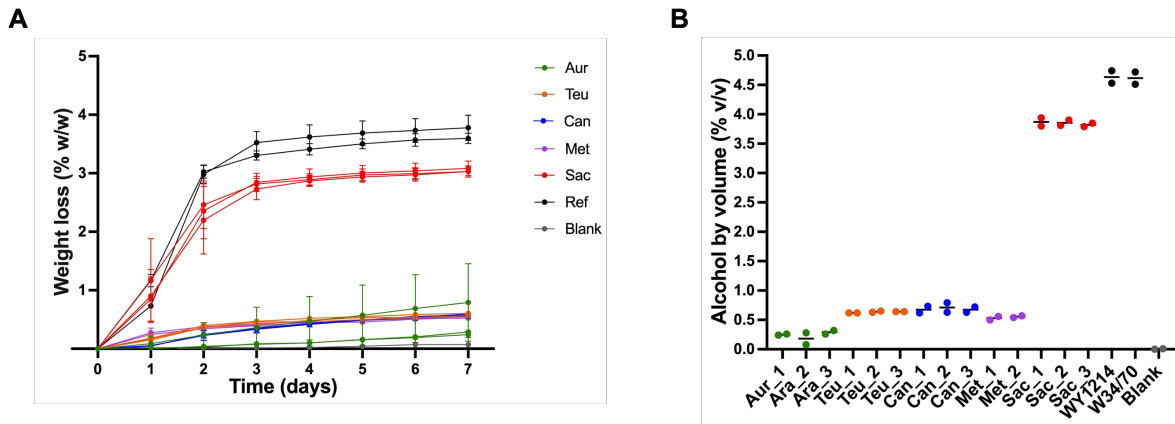 A
Weight loss (% w/w)
5
4
3
2
1
0 1 2 3 4 5 6 7
Time (days)
Aur
Teu
Can
Met
Sac
Ref
Blank
B
Alcohol by volume (% v/v)
5.0
4.5
4.0
3.5
3.0
2.5
2.0
1.5
1.0
0.5
0.0
Aur_1
Ara_2
Ara_3
Teu_1
Teu_2
Teu_3
Can_1
Can_2
Can_3
Met_1
Met_2
Sac_1
Sac_2
Sac_3
WY1214
W34/70
Blank